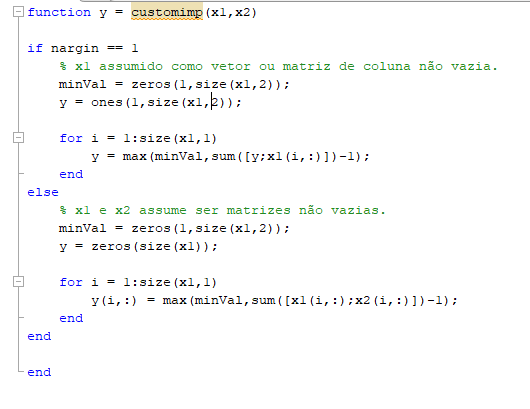 function y = customimp(x1,x2)
if nargin == 1
% x1 assumido como vetor ou matriz de coluna não vazia.
minVal = zeros(1,size(x1,2));
y = ones(1,size(x1,2));
for i = 1:size(x1,1)
y = max(minVal,sum([y;x1(i,:)])-1);
end
else
% x1 e x2 assume ser matrizes não vazias.
minVal = zeros(1,size(x1,2));
y = zeros(size(x1));
for i = 1:size(x1,1)
y(i,:) = max(minVal,sum([x1(i,:);x2(i,:)])-1);
end
end
end